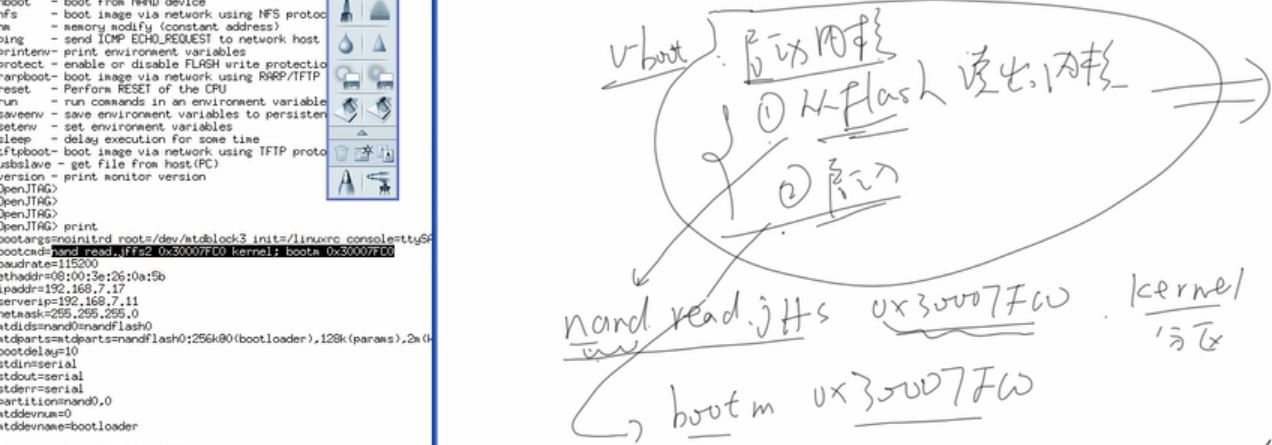 nboot - boot from NAND device
nfs - boot image via network using NFS protoc
nm - memory modify (constant address)
ping - send ICMP ECHO_REQUEST to network host
printenv- print environment variables
protect - enable or disable FLASH write protectio
rarpboot- boot image via network using RARP/TFTP
reset - Perform RESET of the CPU
run - run commands in an environment variable
saveenv - save environment variables to persisten
setenv - set environment variables
sleep - delay execution for some time
tftpboot- boot image via network using TFTP proto
usbslave - get file from host(PC)
version - print monitor version
OpenJTAG>
OpenJTAG>
OpenJTAG>
OpenJTAG> print
bootargs=noinitrd root=/dev/mtdblock3 init=/linuxrc console=ttySA
bootcmd=nand read.jffs2 0x30007FC0 kernel; bootm 0x30007FC0
baudrate=115200
ethaddr=08:00:3e:26:0a:5b
ipaddr=192.168.7.17
serverip=192.168.7.11
netmask=255.255.255.0
mtdids=nand0=nandflash0
mtdparts=mtdparts=nandflash0:256k@0(bootloader),128k(params),2m(k
bootdelay=10
stdin=serial
stdout=serial
stderr=serial
partition=nand0,0
mtddevnum=0
mtddevname=bootloader
u-boot: 启动内核
① 从flash 读出内核
② 启动
nand read.jffs 0x30007FC0 kernel
分区
bootm 0x30007FC0